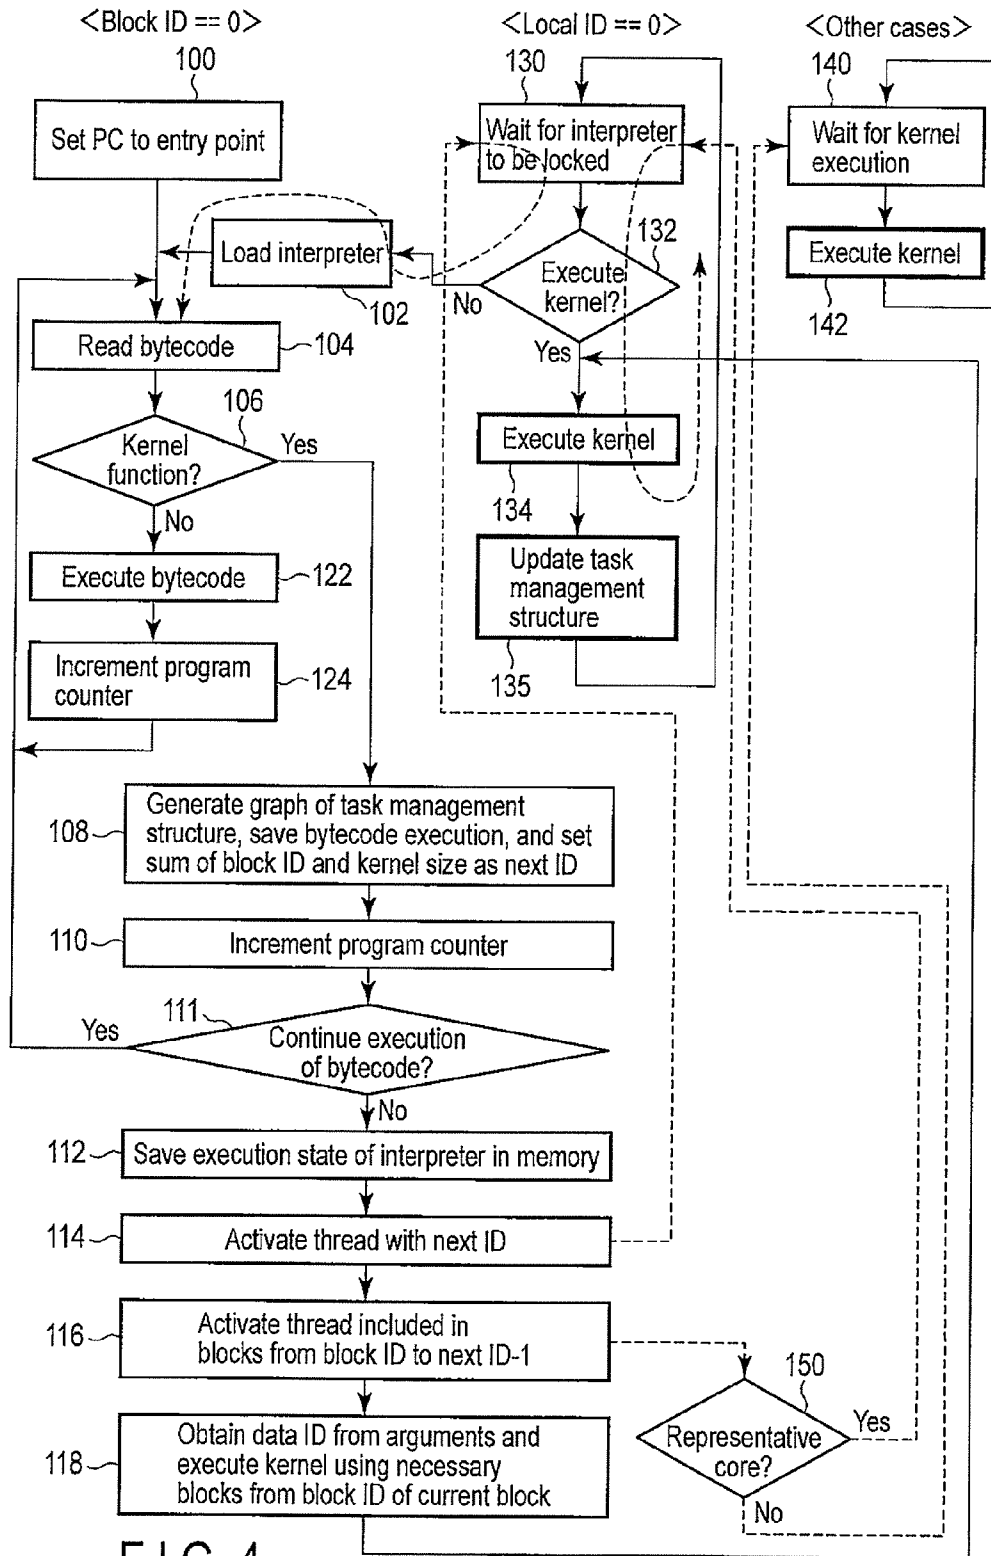 <Block ID == 0>
100
Set PC to entry point
Load interpreter
102
Read bytecode
104
106
Kernel
function?
Yes
No
Execute bytecode
122
Increment program
counter
124
<Local ID == 0>
130
Wait for interpreter
to be locked
132
Execute
kernel?
No
Yes
Execute kernel
134
Update task
management
structure
135
<Other cases>
140
Wait for kernel
execution
Execute kernel
142
108
Generate graph of task management
structure, save bytecode execution, and set
sum of block ID and kernel size as next ID
110
Increment program counter
111
Yes
Continue execution
of bytecode?
No
112
Save execution state of interpreter in memory
114
Activate thread with next ID
116
Activate thread included in
blocks from block ID to next ID-1
150
Representative
core?
Yes
No
118
Obtain data ID from arguments and
execute kernel using necessary
blocks from block ID of current block